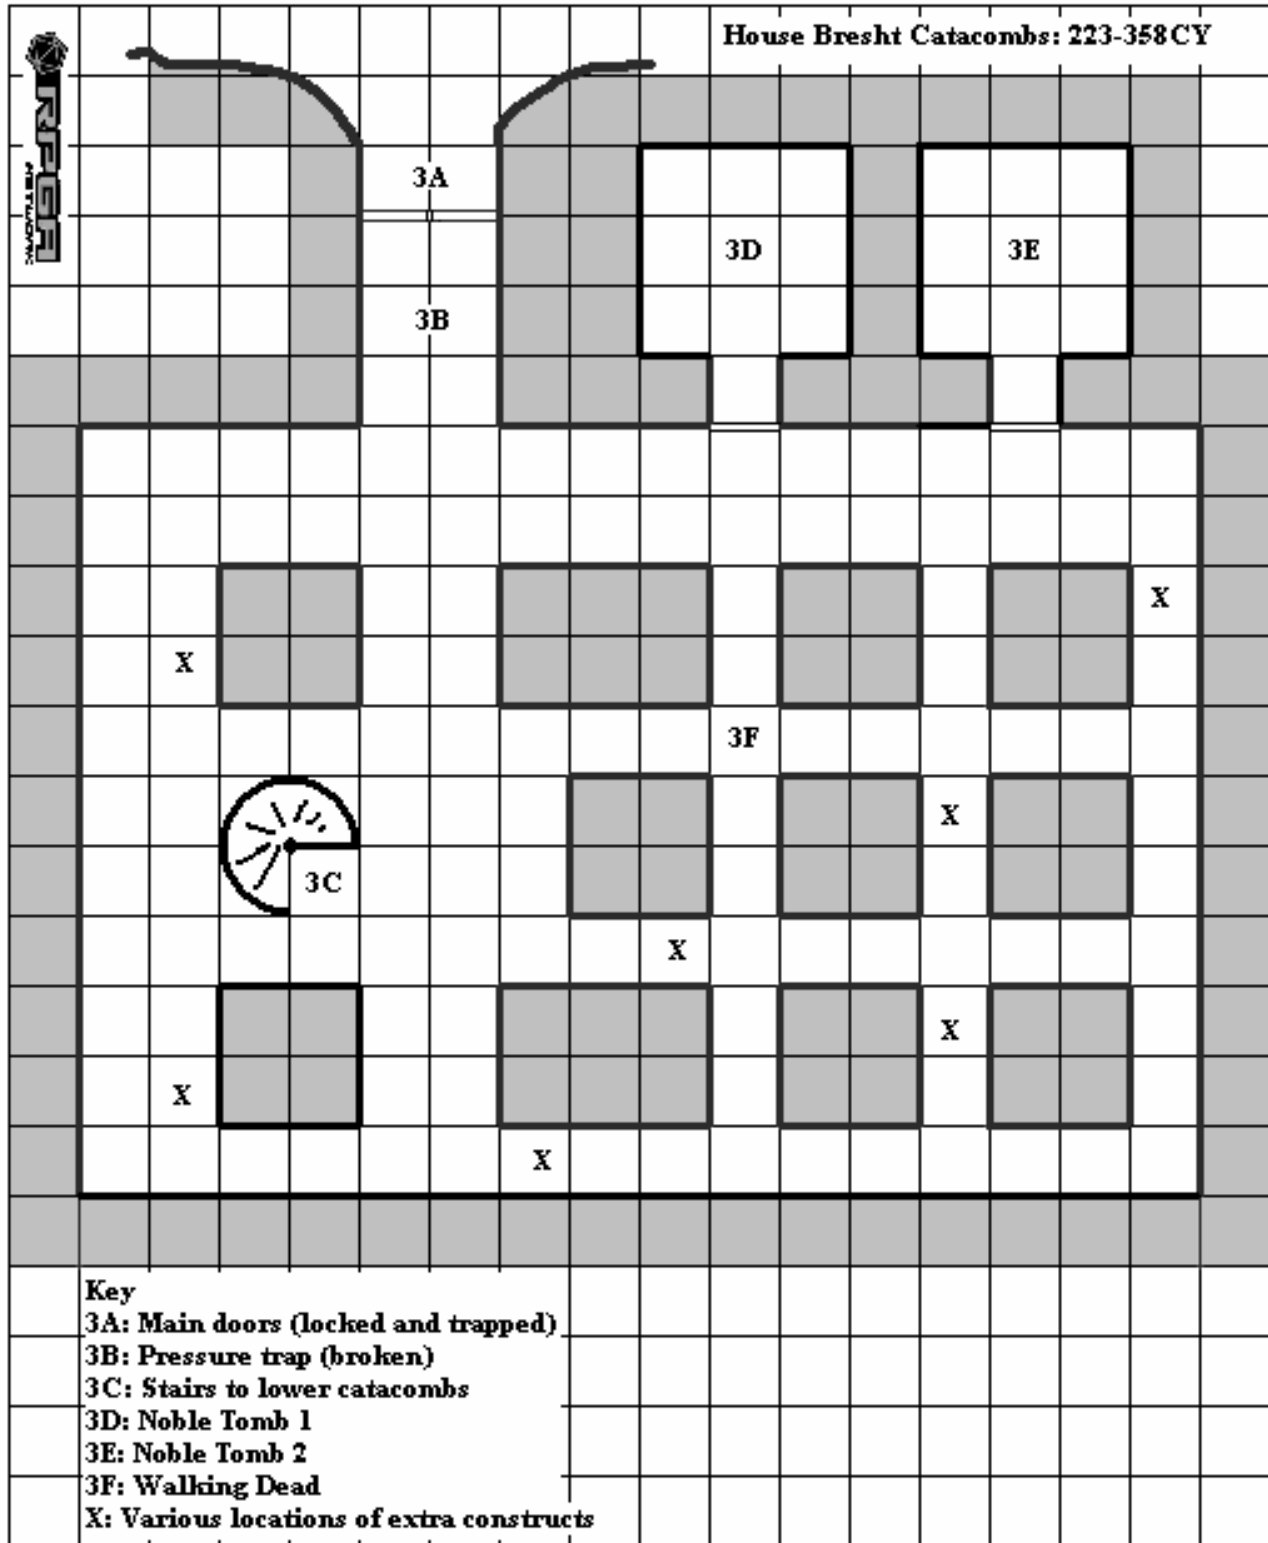 House Bresht Catacombs: 223-358CY
RPGA
NETWORK
3A
3D
3E
3B
X
X
3F
X
3C
X
X
X
X
Key
3A: Main doors (locked and trapped)
3B: Pressure trap (broken)
3C: Stairs to lower catacombs
3D: Noble Tomb 1
3E: Noble Tomb 2
3F: Walking Dead
X: Various locations of extra constructs